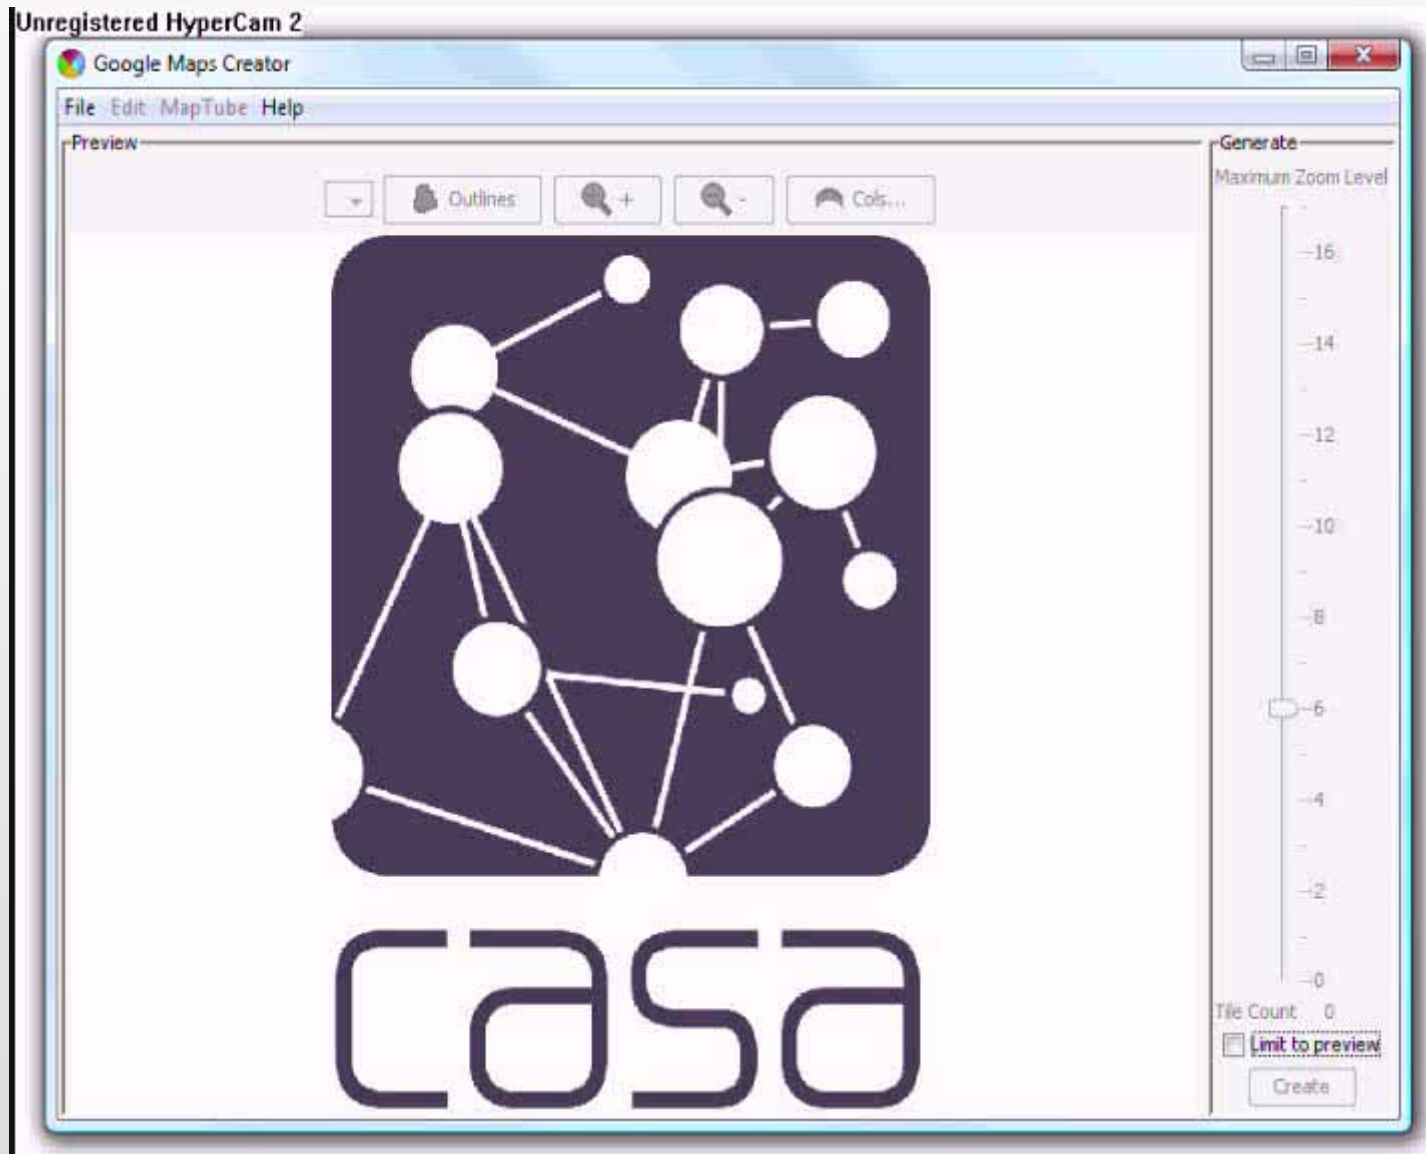 Unregistered HyperCam 2
Google Maps Creator
File Edit MapTube Help
Preview
Generate
Maximum Zoom Level
Outlines + - Cols...
16
14
12
10
8
6
4
2
0
Tile Count 0
Limit to preview
Create
casa